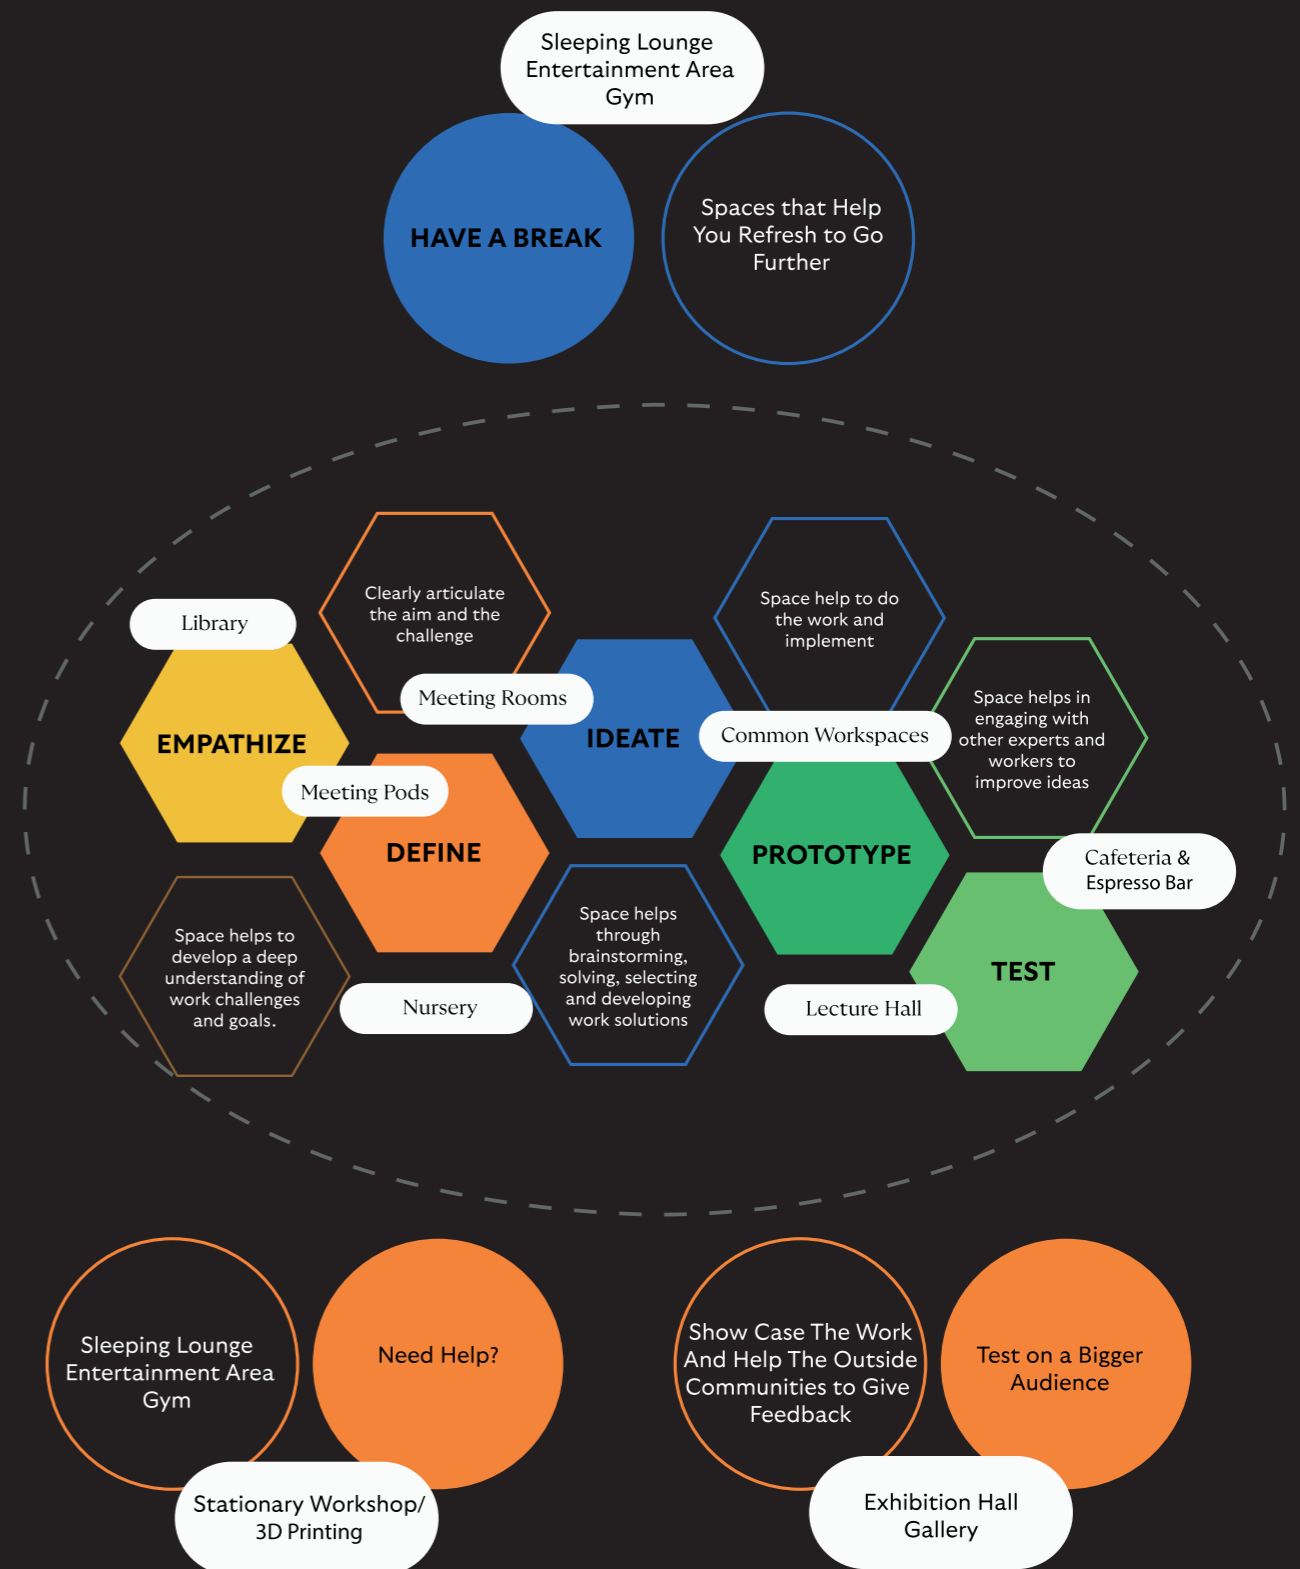 Sleeping Lounge
Entertainment Area
Gym
HAVE A BREAK
Spaces that Help
You Refresh to Go
Further
Clearly articulate
the aim and the
challenge
Space help to do
the work and
implement
Library
Meeting Rooms
Space helps in
engaging with
other experts and
workers to
improve ideas
EMPATHIZE
IDEATE
Common Workspaces
Meeting Pods
DEFINE
PROTOTYPE
Cafeteria &
Espresso Bar
Space helps to
develop a deep
understanding of
work challenges
and goals.
Space helps
through
brainstorming,
solving, selecting
and developing
work solutions
TEST
Nursery
Lecture Hall
Sleeping Lounge
Entertainment Area
Gym
Need Help?
Show Case The Work
And Help The Outside
Communities to Give
Feedback
Test on a Bigger
Audience
Stationary Workshop/
3D Printing
Exhibition Hall
Gallery